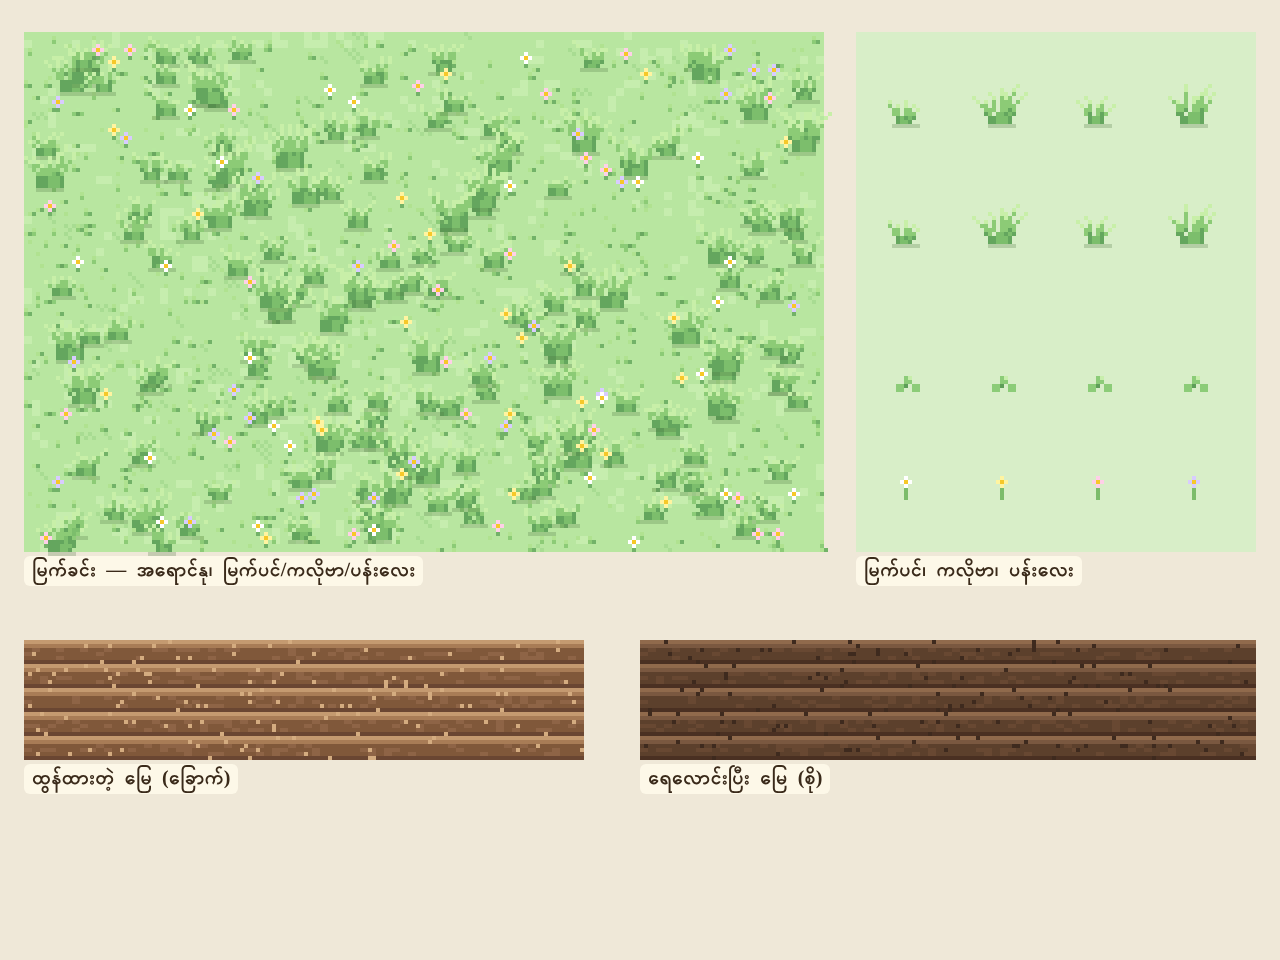 မြက်ခင်း — အရောင်နု၊ မြက်ပင်/ကလိုဗာ/ပန်းလေး
မြက်ပင်၊ ကလိုဗာ၊ ပန်းလေး
ထွန်ထားတဲ့ မြေ (ခြောက်)
ရေလောင်းပြီး မြေ (စို)